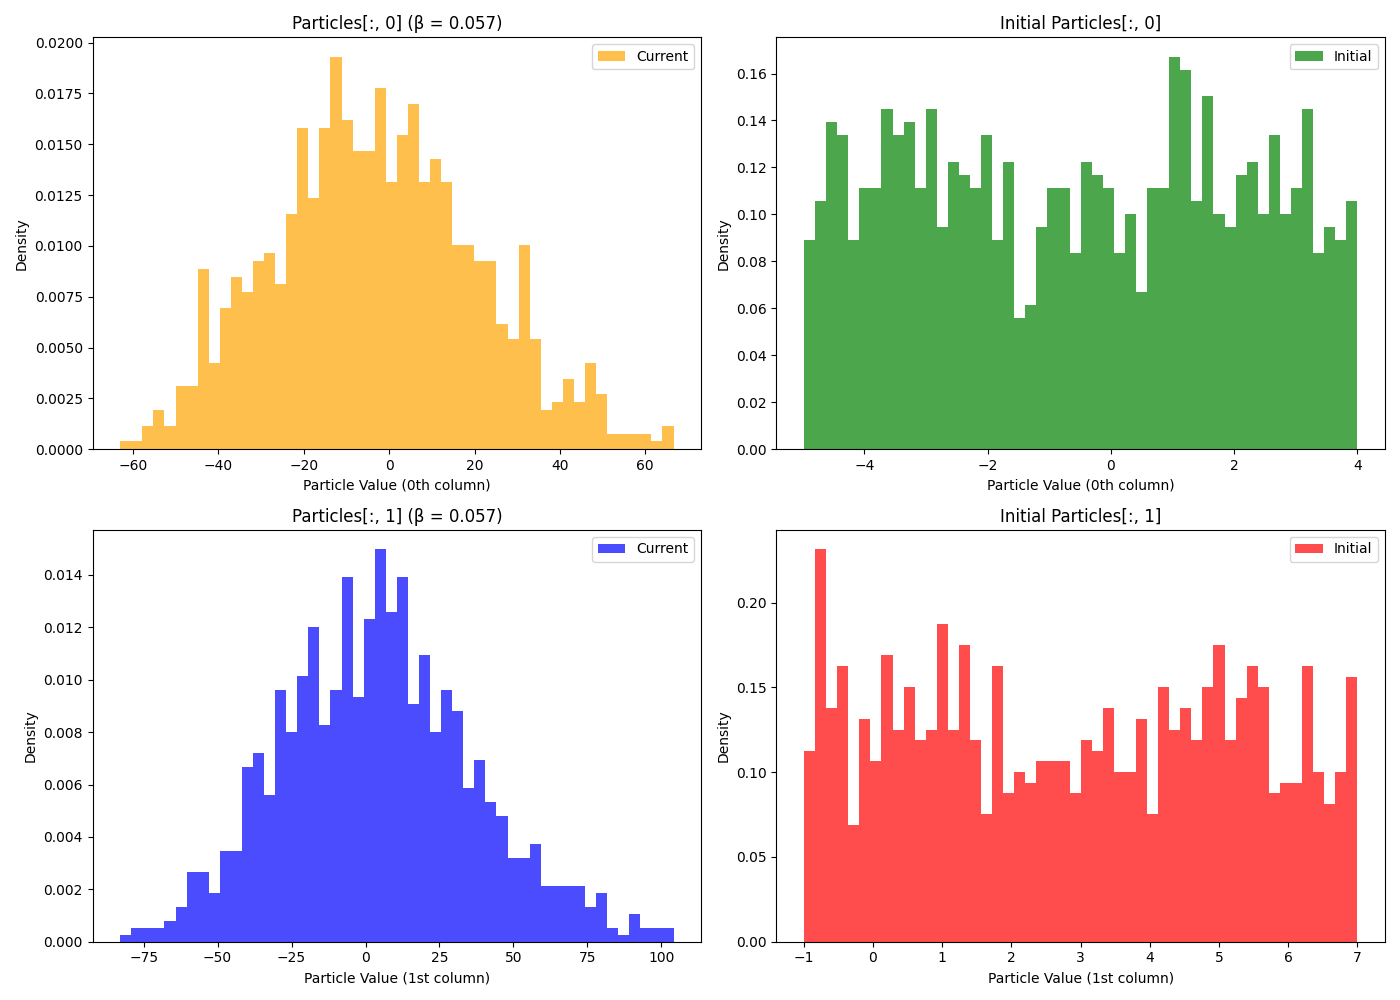 Particles[:, 0] (β = 0.057)
Current
0.0200
0.0175
0.0150
0.0125
0.0100
0.0075
0.0050
0.0025
0.0000
Density
−60 −40 −20 0 20 40 60
Particle Value (0th column)
Initial Particles[:, 0]
Initial
0.16
0.14
0.12
0.10
0.08
0.06
0.04
0.02
0.00
Density
−4 −2 0 2 4
Particle Value (0th column)
Particles[:, 1] (β = 0.057)
Current
0.014
0.012
0.010
0.008
0.006
0.004
0.002
0.000
Density
−75 −50 −25 0 25 50 75 100
Particle Value (1st column)
Initial Particles[:, 1]
Initial
0.20
0.15
0.10
0.05
0.00
Density
−1 0 1 2 3 4 5 6 7
Particle Value (1st column)